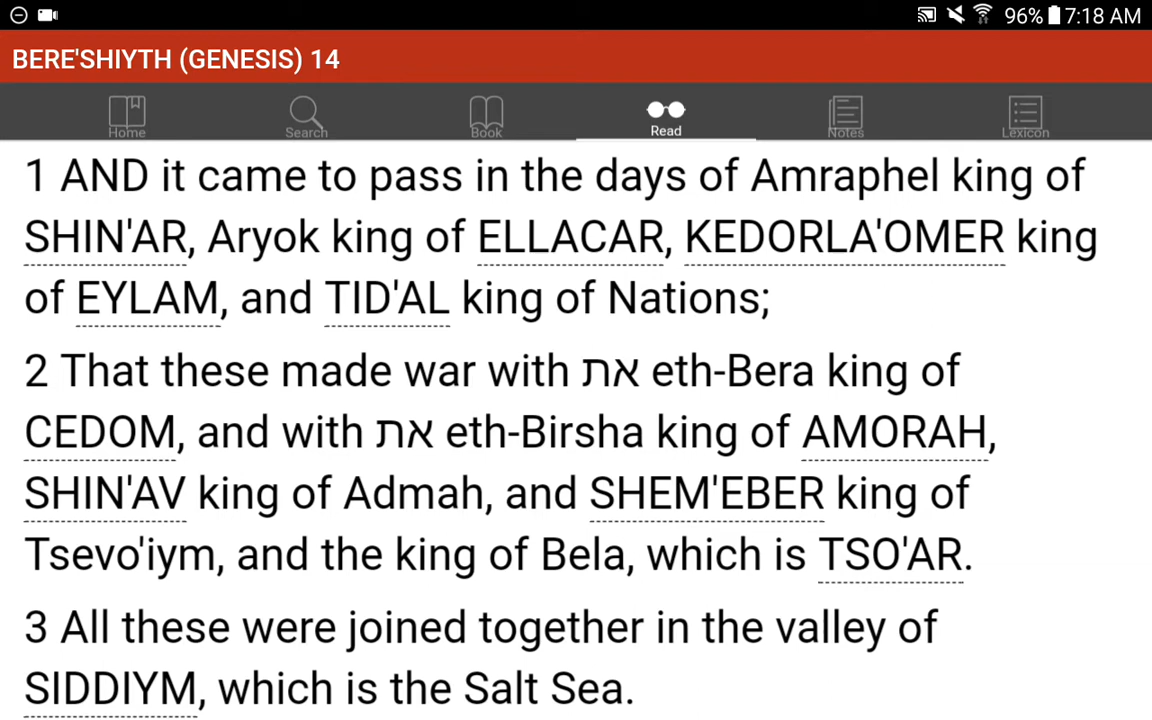 96% 7:18 AM
BERE'SHIYTH (GENESIS) 14
Home Search Book Read Notes Lexicon
1 AND it came to pass in the days of Amraphel king of
SHIN'AR, Aryok king of ELLACAR, KEDORLA'OMER king
of EYLAM, and TID'AL king of Nations;
2 That these made war with את eth-Bera king of
CEDOM, and with את eth-Birsha king of AMORAH,
SHIN'AV king of Admah, and SHEM'EBER king of
Tsevo'iym, and the king of Bela, which is TSO'AR.
3 All these were joined together in the valley of
SIDDIYM, which is the Salt Sea.